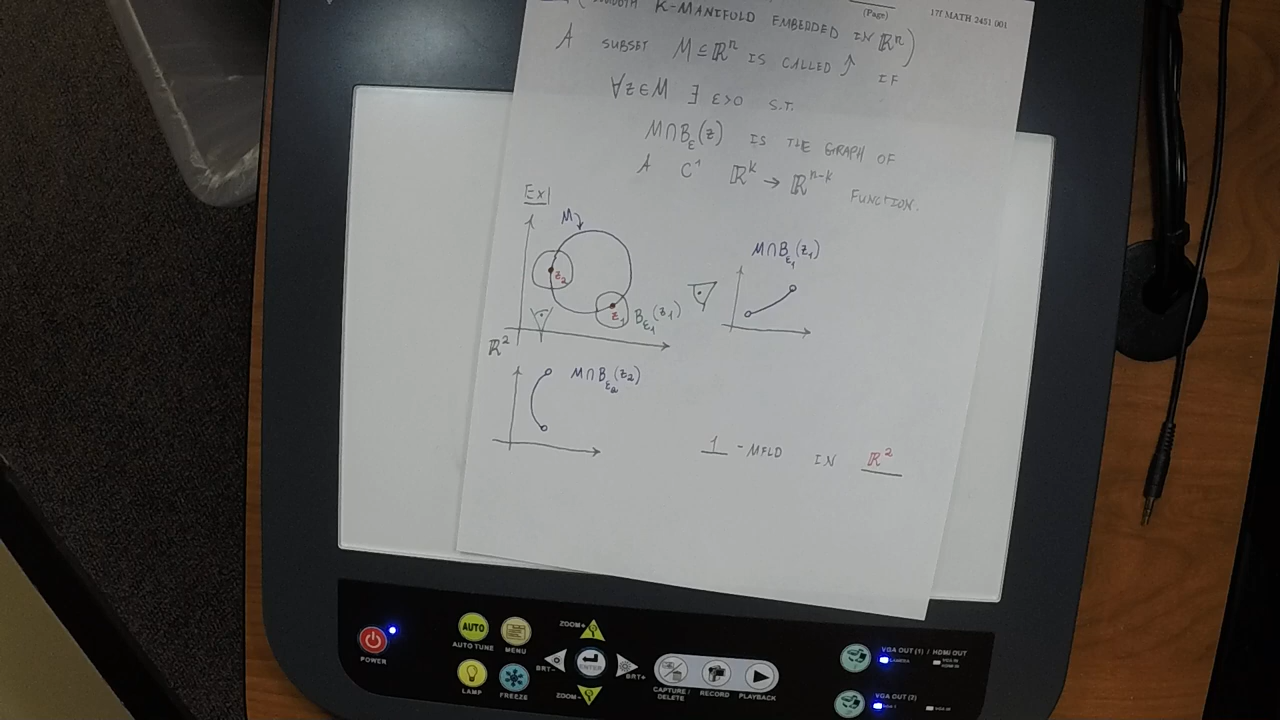 (Page)
17f MATH 2451 001
K-MANIFOLD EMBEDDED IN ℝⁿ)
A SUBSET M ⊆ ℝⁿ IS CALLED ↑ IF
∀z∈M ∃ ε>0 S.T.
M∩B_ε(z) IS THE GRAPH OF
A C¹ ℝᵏ → ℝⁿ⁻ᵏ FUNCTION.
Ex|
M
z₂
z₁
B_ε₁(z₁)
ℝ²
M∩B_ε₁(z₁)
M∩B_ε₂(z₂)
1 - MFLD IN ℝ²
POWER
AUTO
AUTO TUNE
MENU
LAMP
FREEZE
ZOOM+
BRT-
ENTER
BRT+
ZOOM-
CAPTURE/
DELETE
RECORD
PLAYBACK
VGA OUT (1) / HDMI OUT
CAMERA
VGA OUT (2)